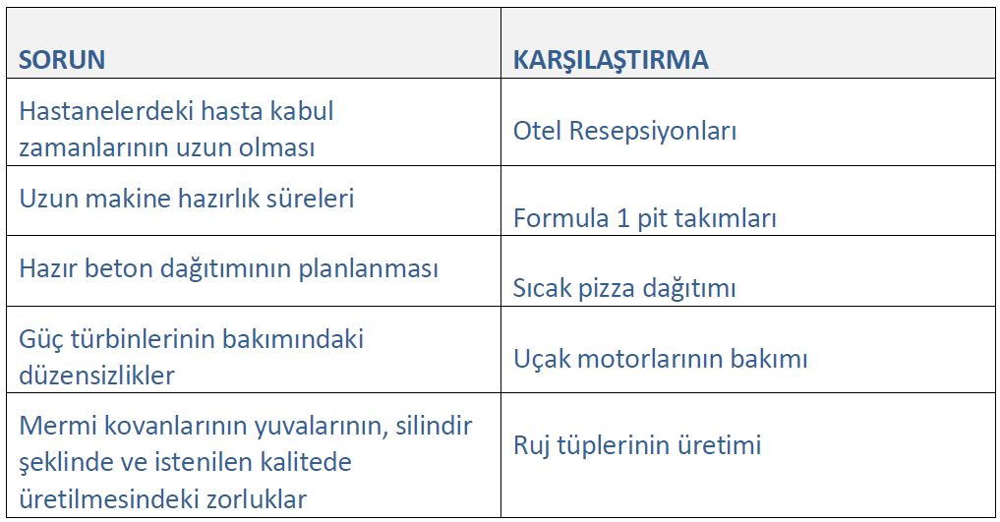 SORUN
KARŞILAŞTIRMA
Hastanelerdeki hasta kabul
zamanlarının uzun olması
Otel Resepsiyonları
Uzun makine hazırlık süreleri
Formula 1 pit takımları
Hazır beton dağıtımının planlanması
Sıcak pizza dağıtımı
Güç türbinlerinin bakımındaki
düzensizlikler
Uçak motorlarının bakımı
Mermi kovanlarının yuvalarının, silindir
şeklinde ve istenilen kalitede
üretilmesindeki zorluklar
Ruj tüplerinin üretimi